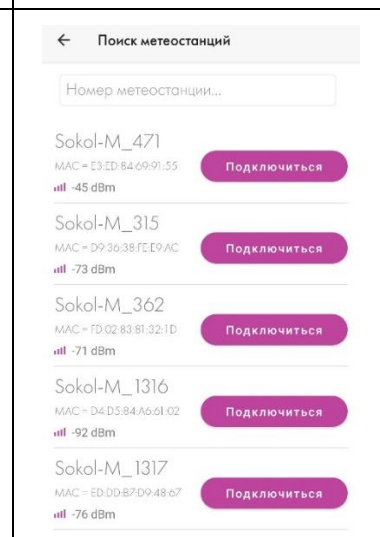 ← Поиск метеостанций
Номер метеостанции...
Sokol-M_471
MAC = E3:ED:84:69:91:55
Подключиться
-45 dBm
Sokol-M_315
MAC = D9:36:38:FE:E9:AC
Подключиться
-73 dBm
Sokol-M_362
MAC = FD:02:83:81:32:1D
Подключиться
-71 dBm
Sokol-M_1316
MAC = D4:D5:84:A6:61:02
Подключиться
-92 dBm
Sokol-M_1317
MAC = ED:DD:B7:D9:48:67
Подключиться
-76 dBm